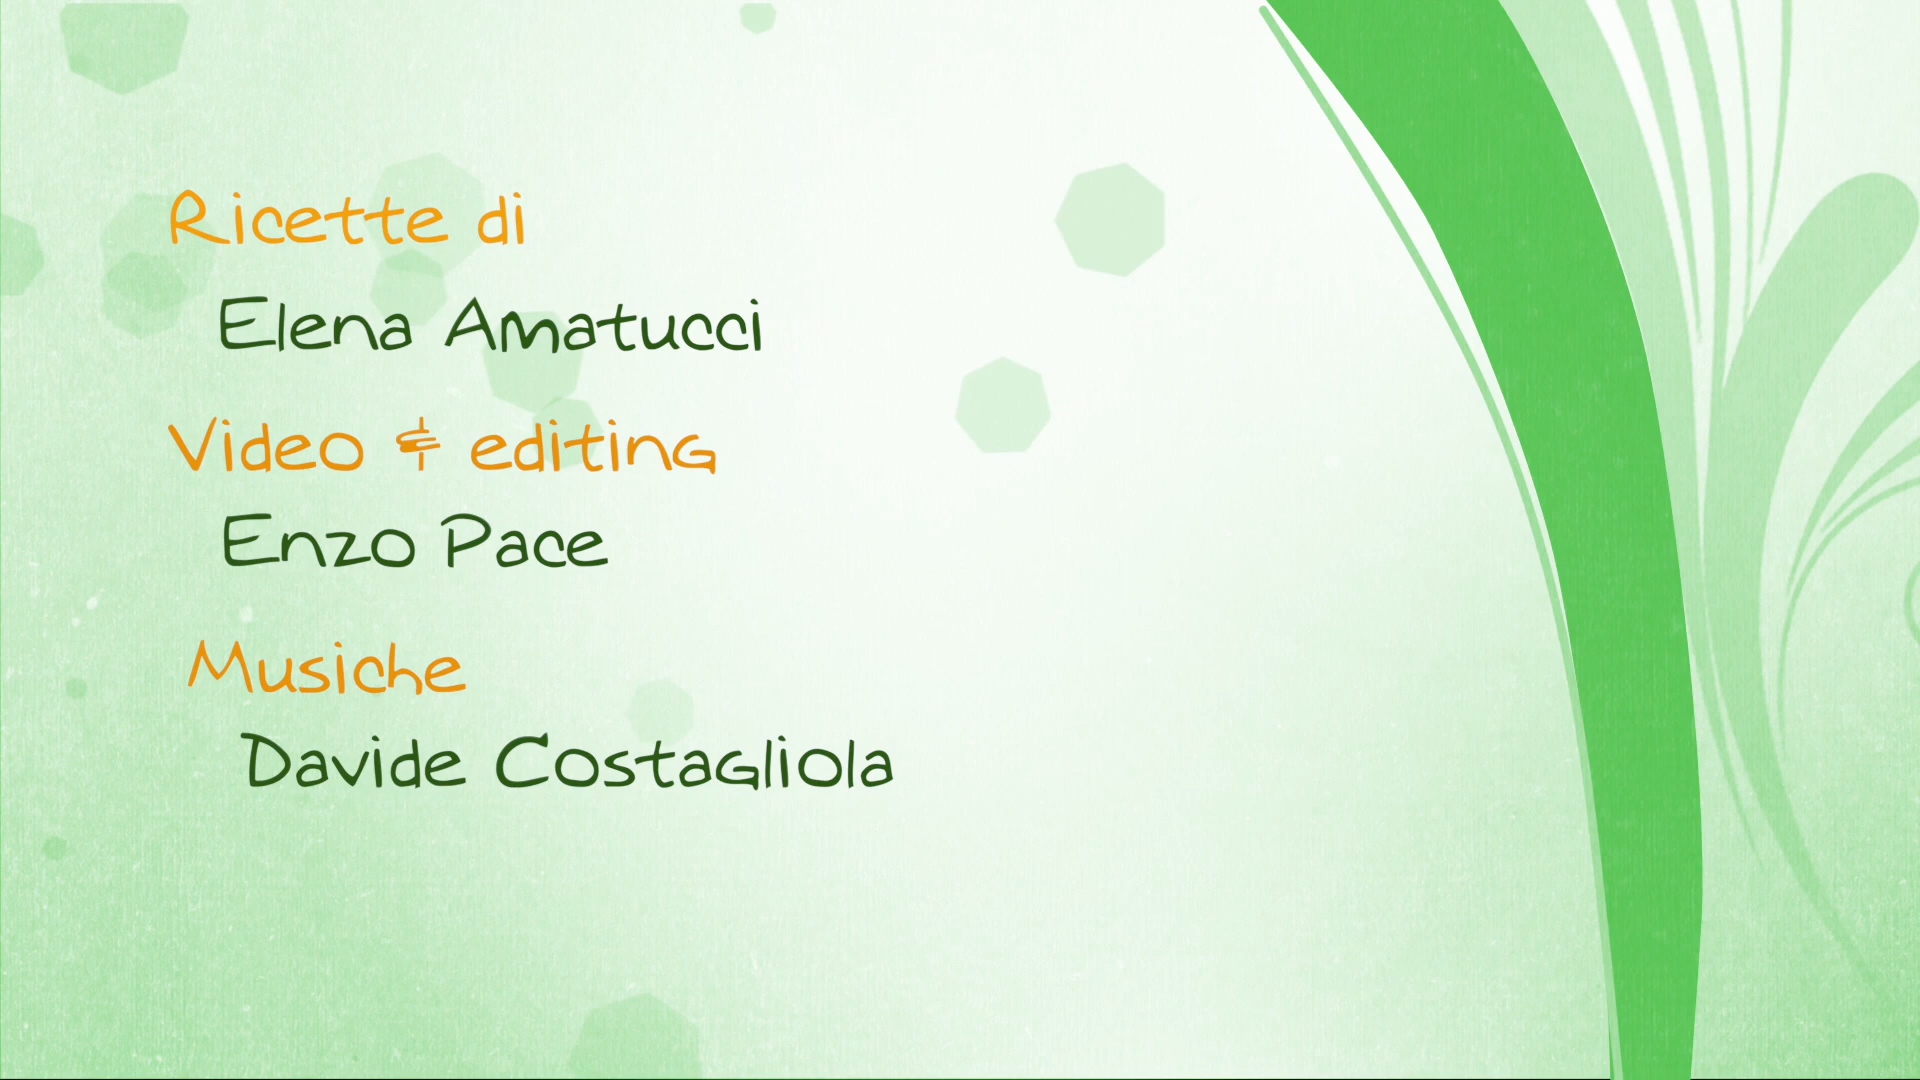 Ricette di
Elena Amatucci
Video & editing
Enzo Pace
Musiche
Davide Costagliola